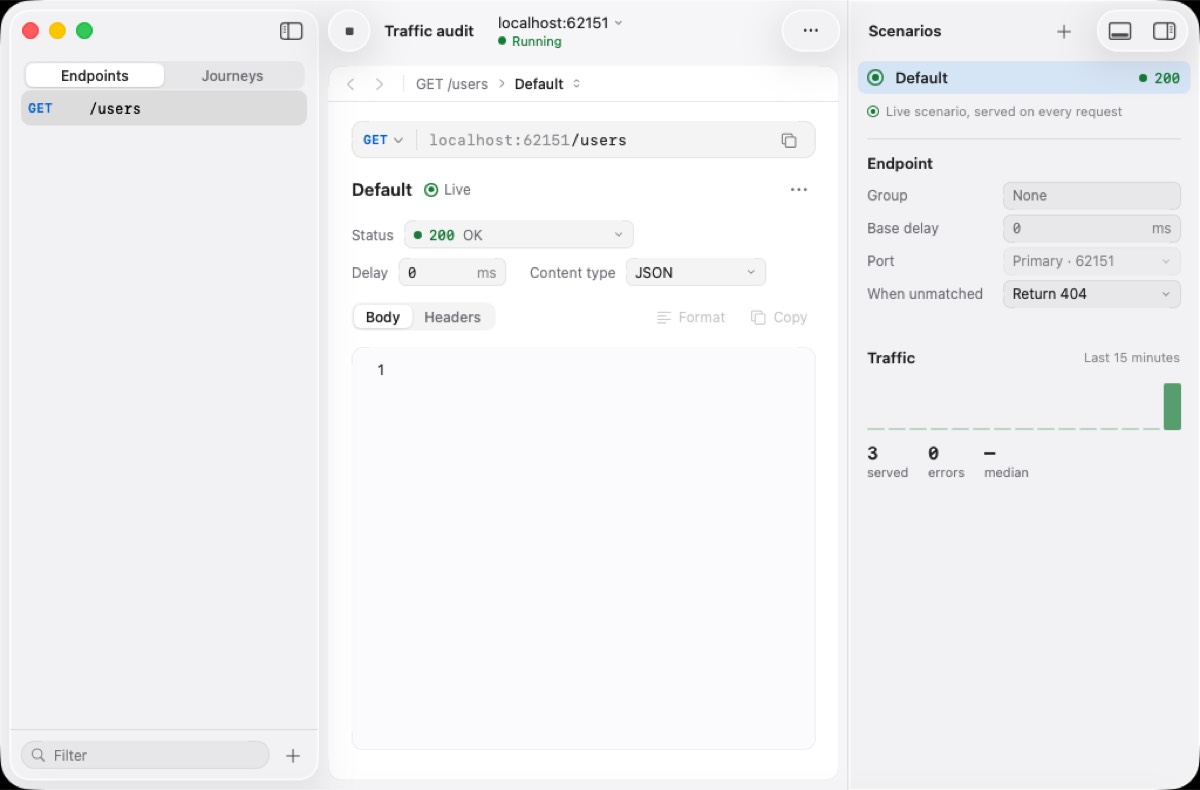 Traffic audit
localhost:62151
Running
Endpoints
Journeys
GET /users
Filter
GET /users
Default
GET localhost:62151/users
Default Live
Status 200 OK
Delay 0 ms Content type JSON
Body Headers Format Copy
1
Scenarios
Default 200
Live scenario, served on every request
Endpoint
Group None
Base delay 0 ms
Port Primary · 62151
When unmatched Return 404
Traffic Last 15 minutes
3 0 –
served errors median